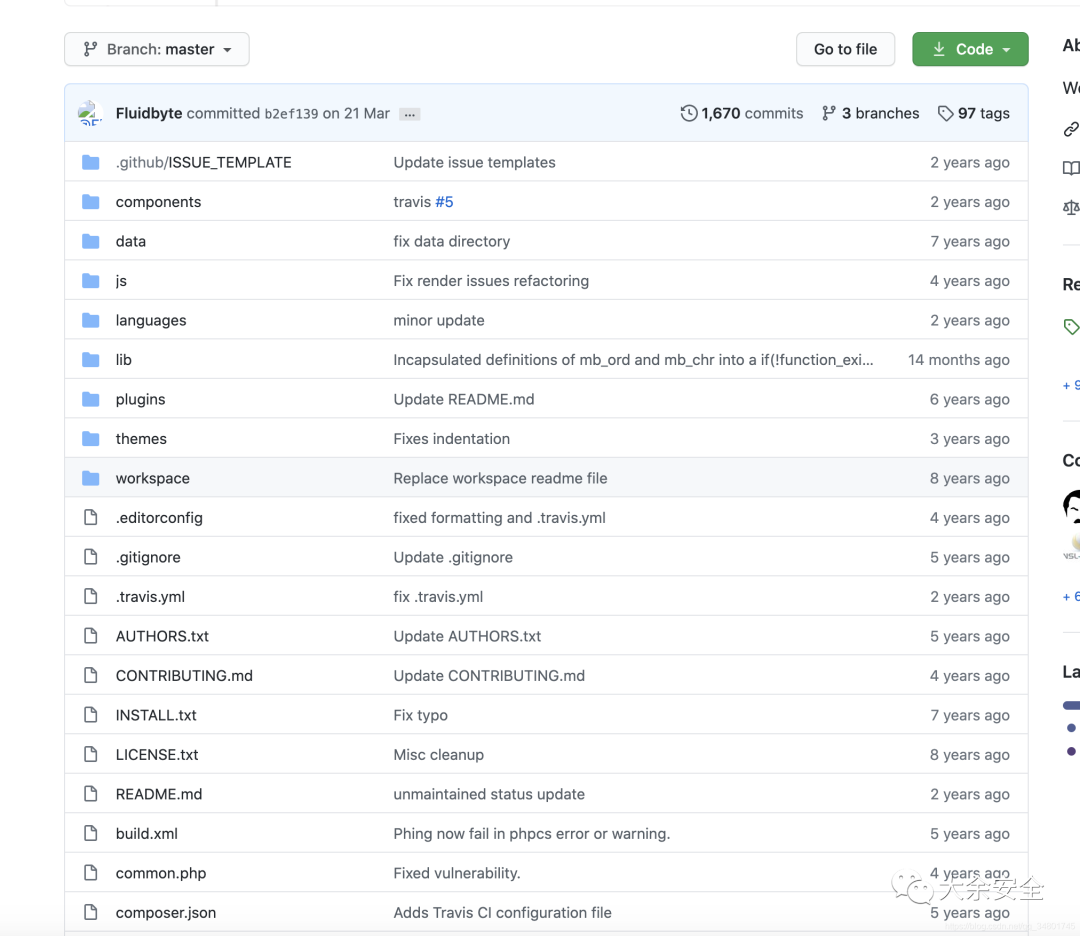 Branch: master
Go to file
Code
Ab
Fluidbyte committed b2ef139 on 21 Mar ...
1,670 commits
3 branches
97 tags
We
.github/ISSUE_TEMPLATE Update issue templates 2 years ago
components travis #5 2 years ago
data fix data directory 7 years ago
js Fix render issues refactoring 4 years ago
Re
languages minor update 2 years ago
lib Incapsulated definitions of mb_ord and mb_chr into a if(!function_exi... 14 months ago
plugins Update README.md 6 years ago
+ 9
themes Fixes indentation 3 years ago
Co
workspace Replace workspace readme file 8 years ago
.editorconfig fixed formatting and .travis.yml 4 years ago
.gitignore Update .gitignore 5 years ago
.travis.yml fix .travis.yml 2 years ago
+ 6
AUTHORS.txt Update AUTHORS.txt 5 years ago
CONTRIBUTING.md Update CONTRIBUTING.md 4 years ago
La
INSTALL.txt Fix typo 7 years ago
LICENSE.txt Misc cleanup 8 years ago
README.md unmaintained status update 2 years ago
build.xml Phing now fail in phpcs error or warning. 5 years ago
common.php Fixed vulnerability. 4 years ago
大余安全
composer.json Adds Travis CI configuration file 5 years ago